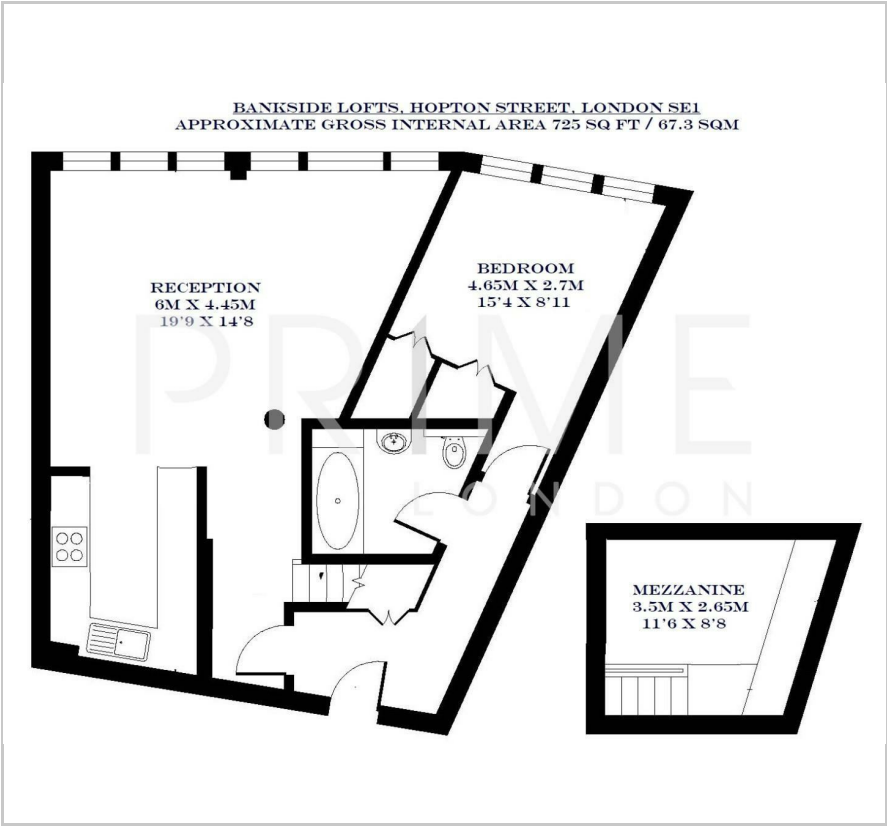 BANKSIDE LOFTS, HOPTON STREET, LONDON SE1
APPROXIMATE GROSS INTERNAL AREA 725 SQ FT / 67.3 SQM
RECEPTION
6M X 4.45M
19'9 X 14'8
BEDROOM
4.65M X 2.7M
15'4 X 8'11
PRIME
LONDON
MEZZANINE
3.5M X 2.65M
11'6 X 8'8